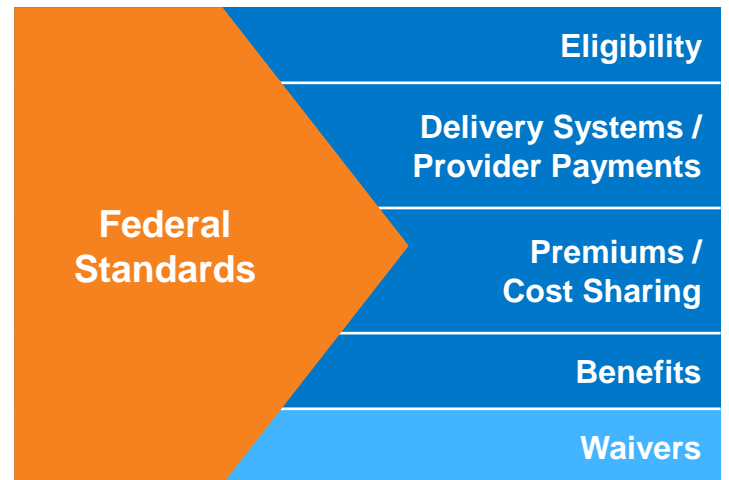 Federal
Standards
Eligibility
Delivery Systems /
Provider Payments
Premiums /
Cost Sharing
Benefits
Waivers